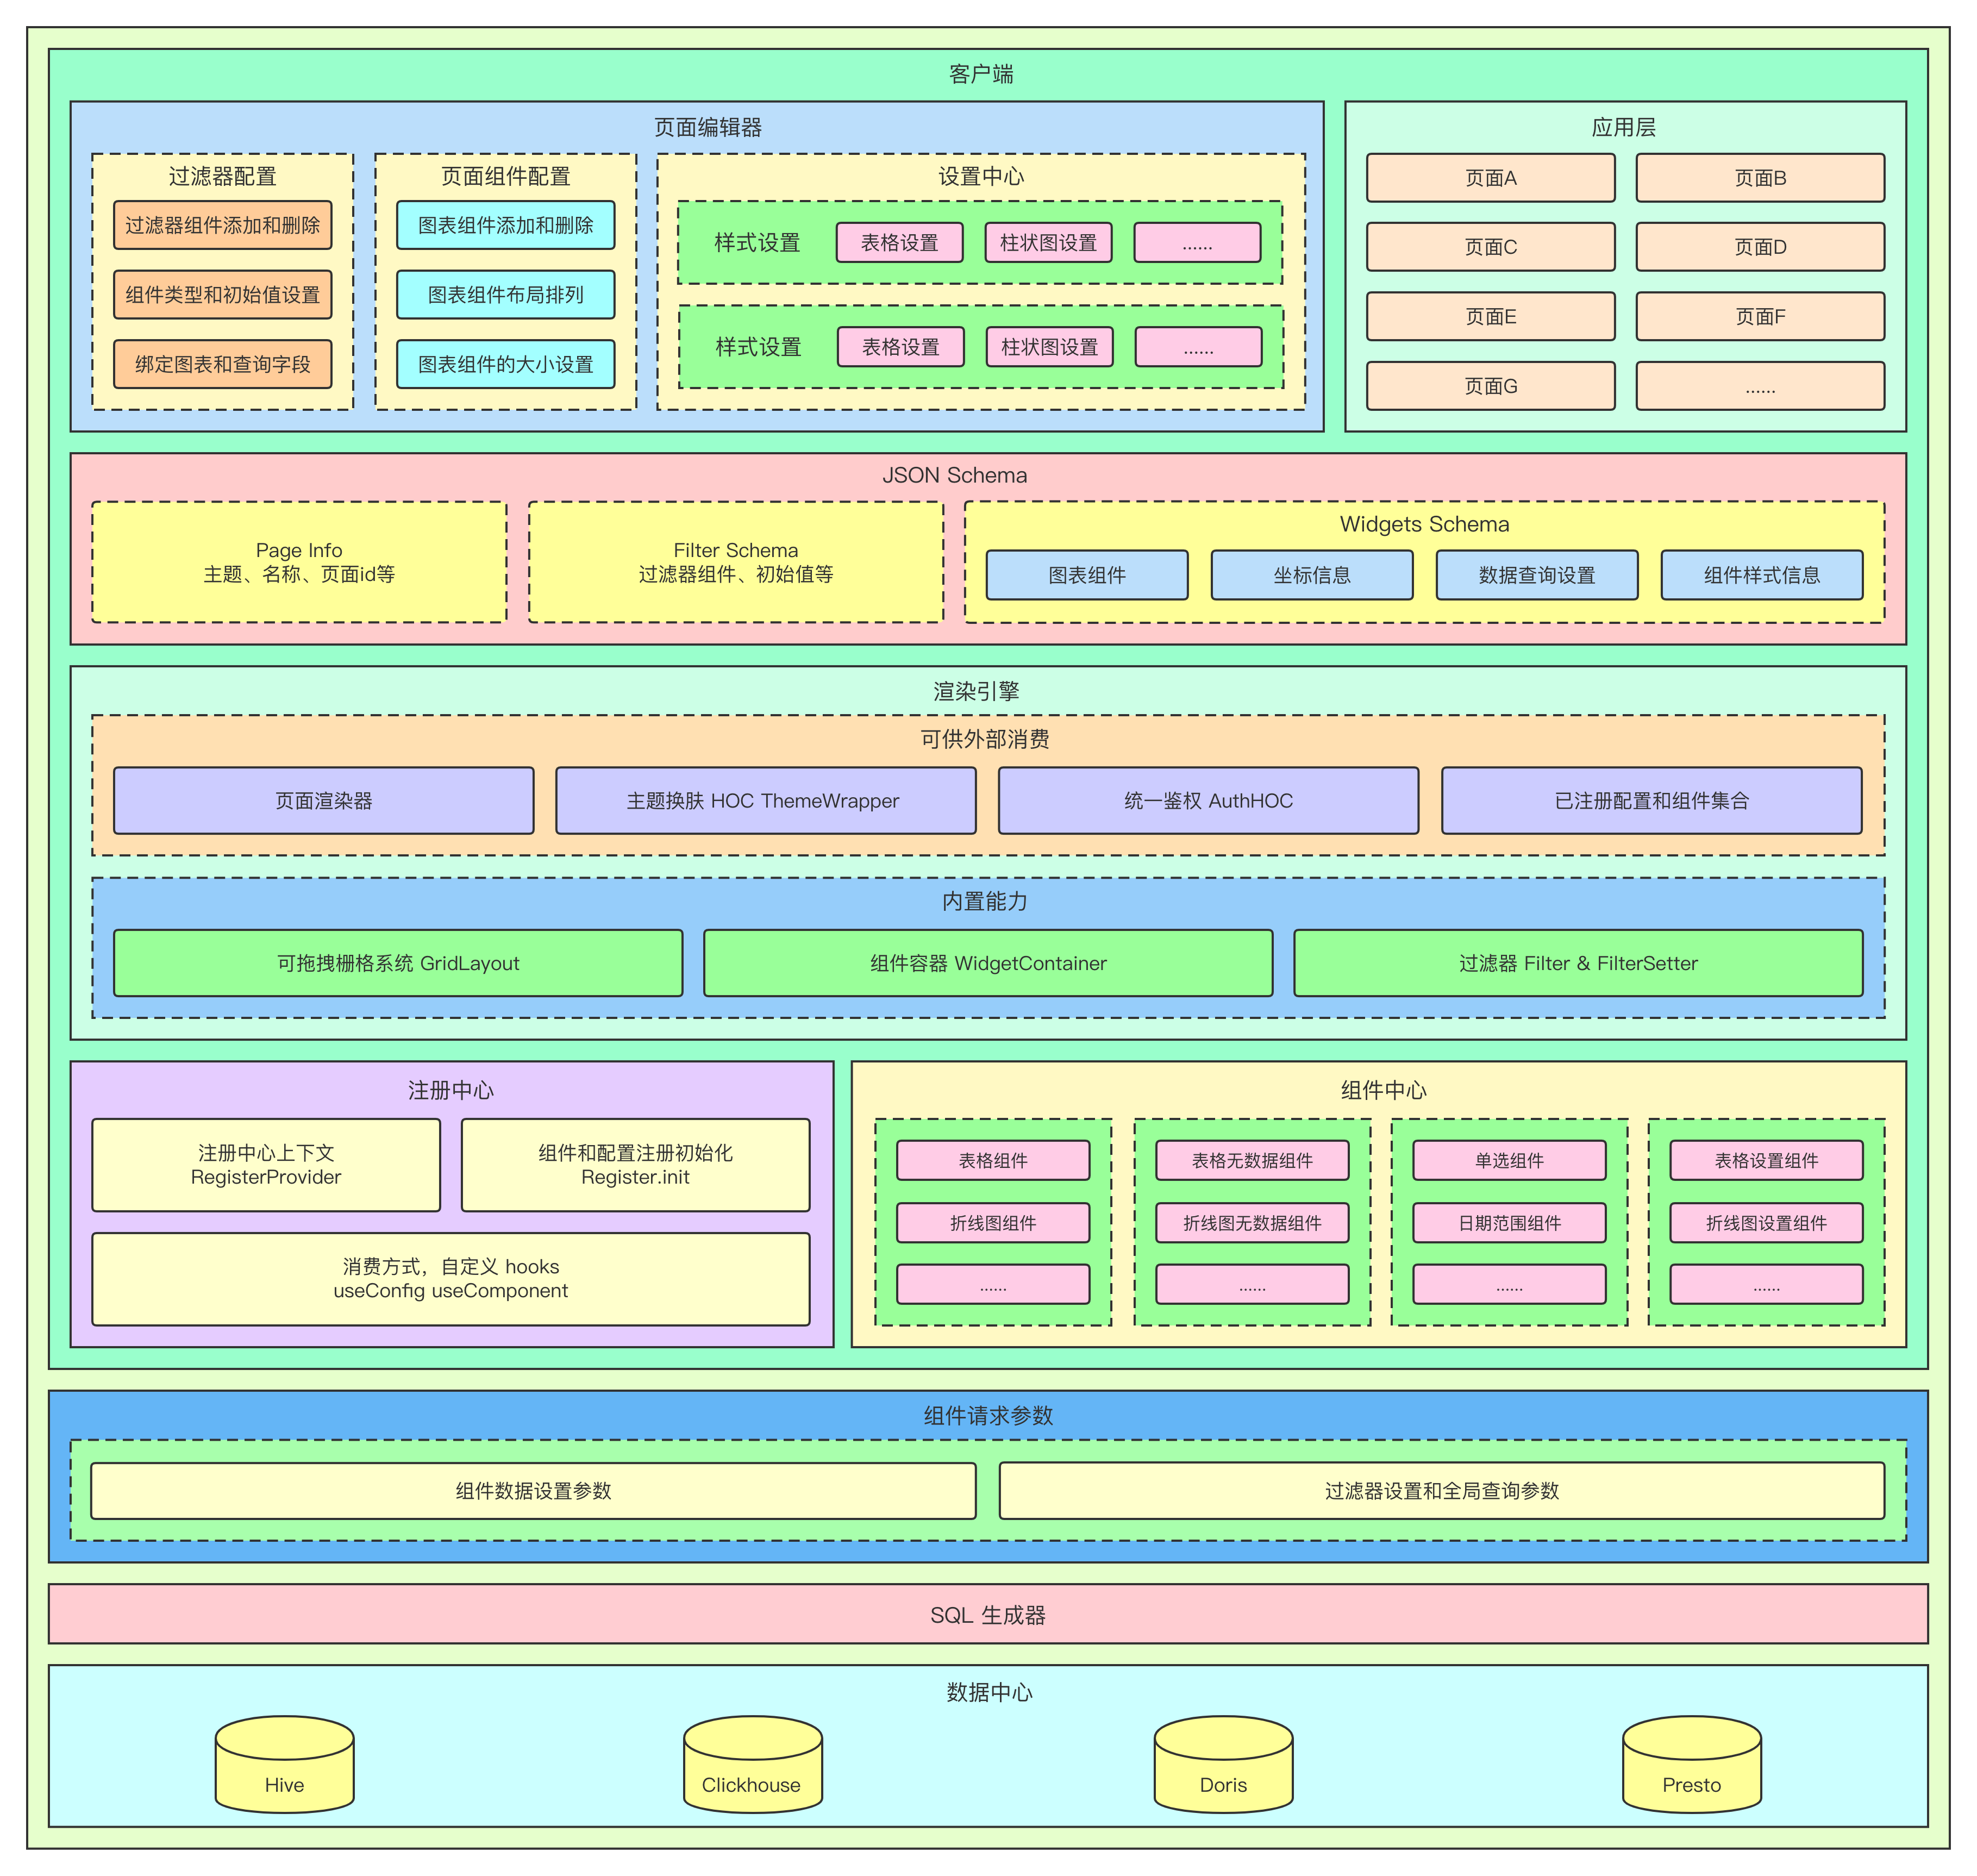 客户端
页面编辑器
过滤器配置
过滤器组件添加和删除
组件类型和初始值设置
绑定图表和查询字段
页面组件配置
图表组件添加和删除
图表组件布局排列
图表组件的大小设置
设置中心
样式设置
表格设置
柱状图设置
......
样式设置
表格设置
柱状图设置
......
应用层
页面A
页面B
页面C
页面D
页面E
页面F
页面G
......
JSON Schema
Page Info
主题、名称、页面id等
Filter Schema
过滤器组件、初始值等
Widgets Schema
图表组件
坐标信息
数据查询设置
组件样式信息
渲染引擎
可供外部消费
页面渲染器
主题换肤 HOC ThemeWrapper
统一鉴权 AuthHOC
已注册配置和组件集合
内置能力
可拖拽栅格系统 GridLayout
组件容器 WidgetContainer
过滤器 Filter & FilterSetter
注册中心
注册中心上下文
RegisterProvider
组件和配置注册初始化
Register.init
消费方式，自定义 hooks
useConfig useComponent
组件中心
表格组件
折线图组件
......
表格无数据组件
折线图无数据组件
......
单选组件
日期范围组件
......
表格设置组件
折线图设置组件
......
组件请求参数
组件数据设置参数
过滤器设置和全局查询参数
SQL 生成器
数据中心
Hive
Clickhouse
Doris
Presto